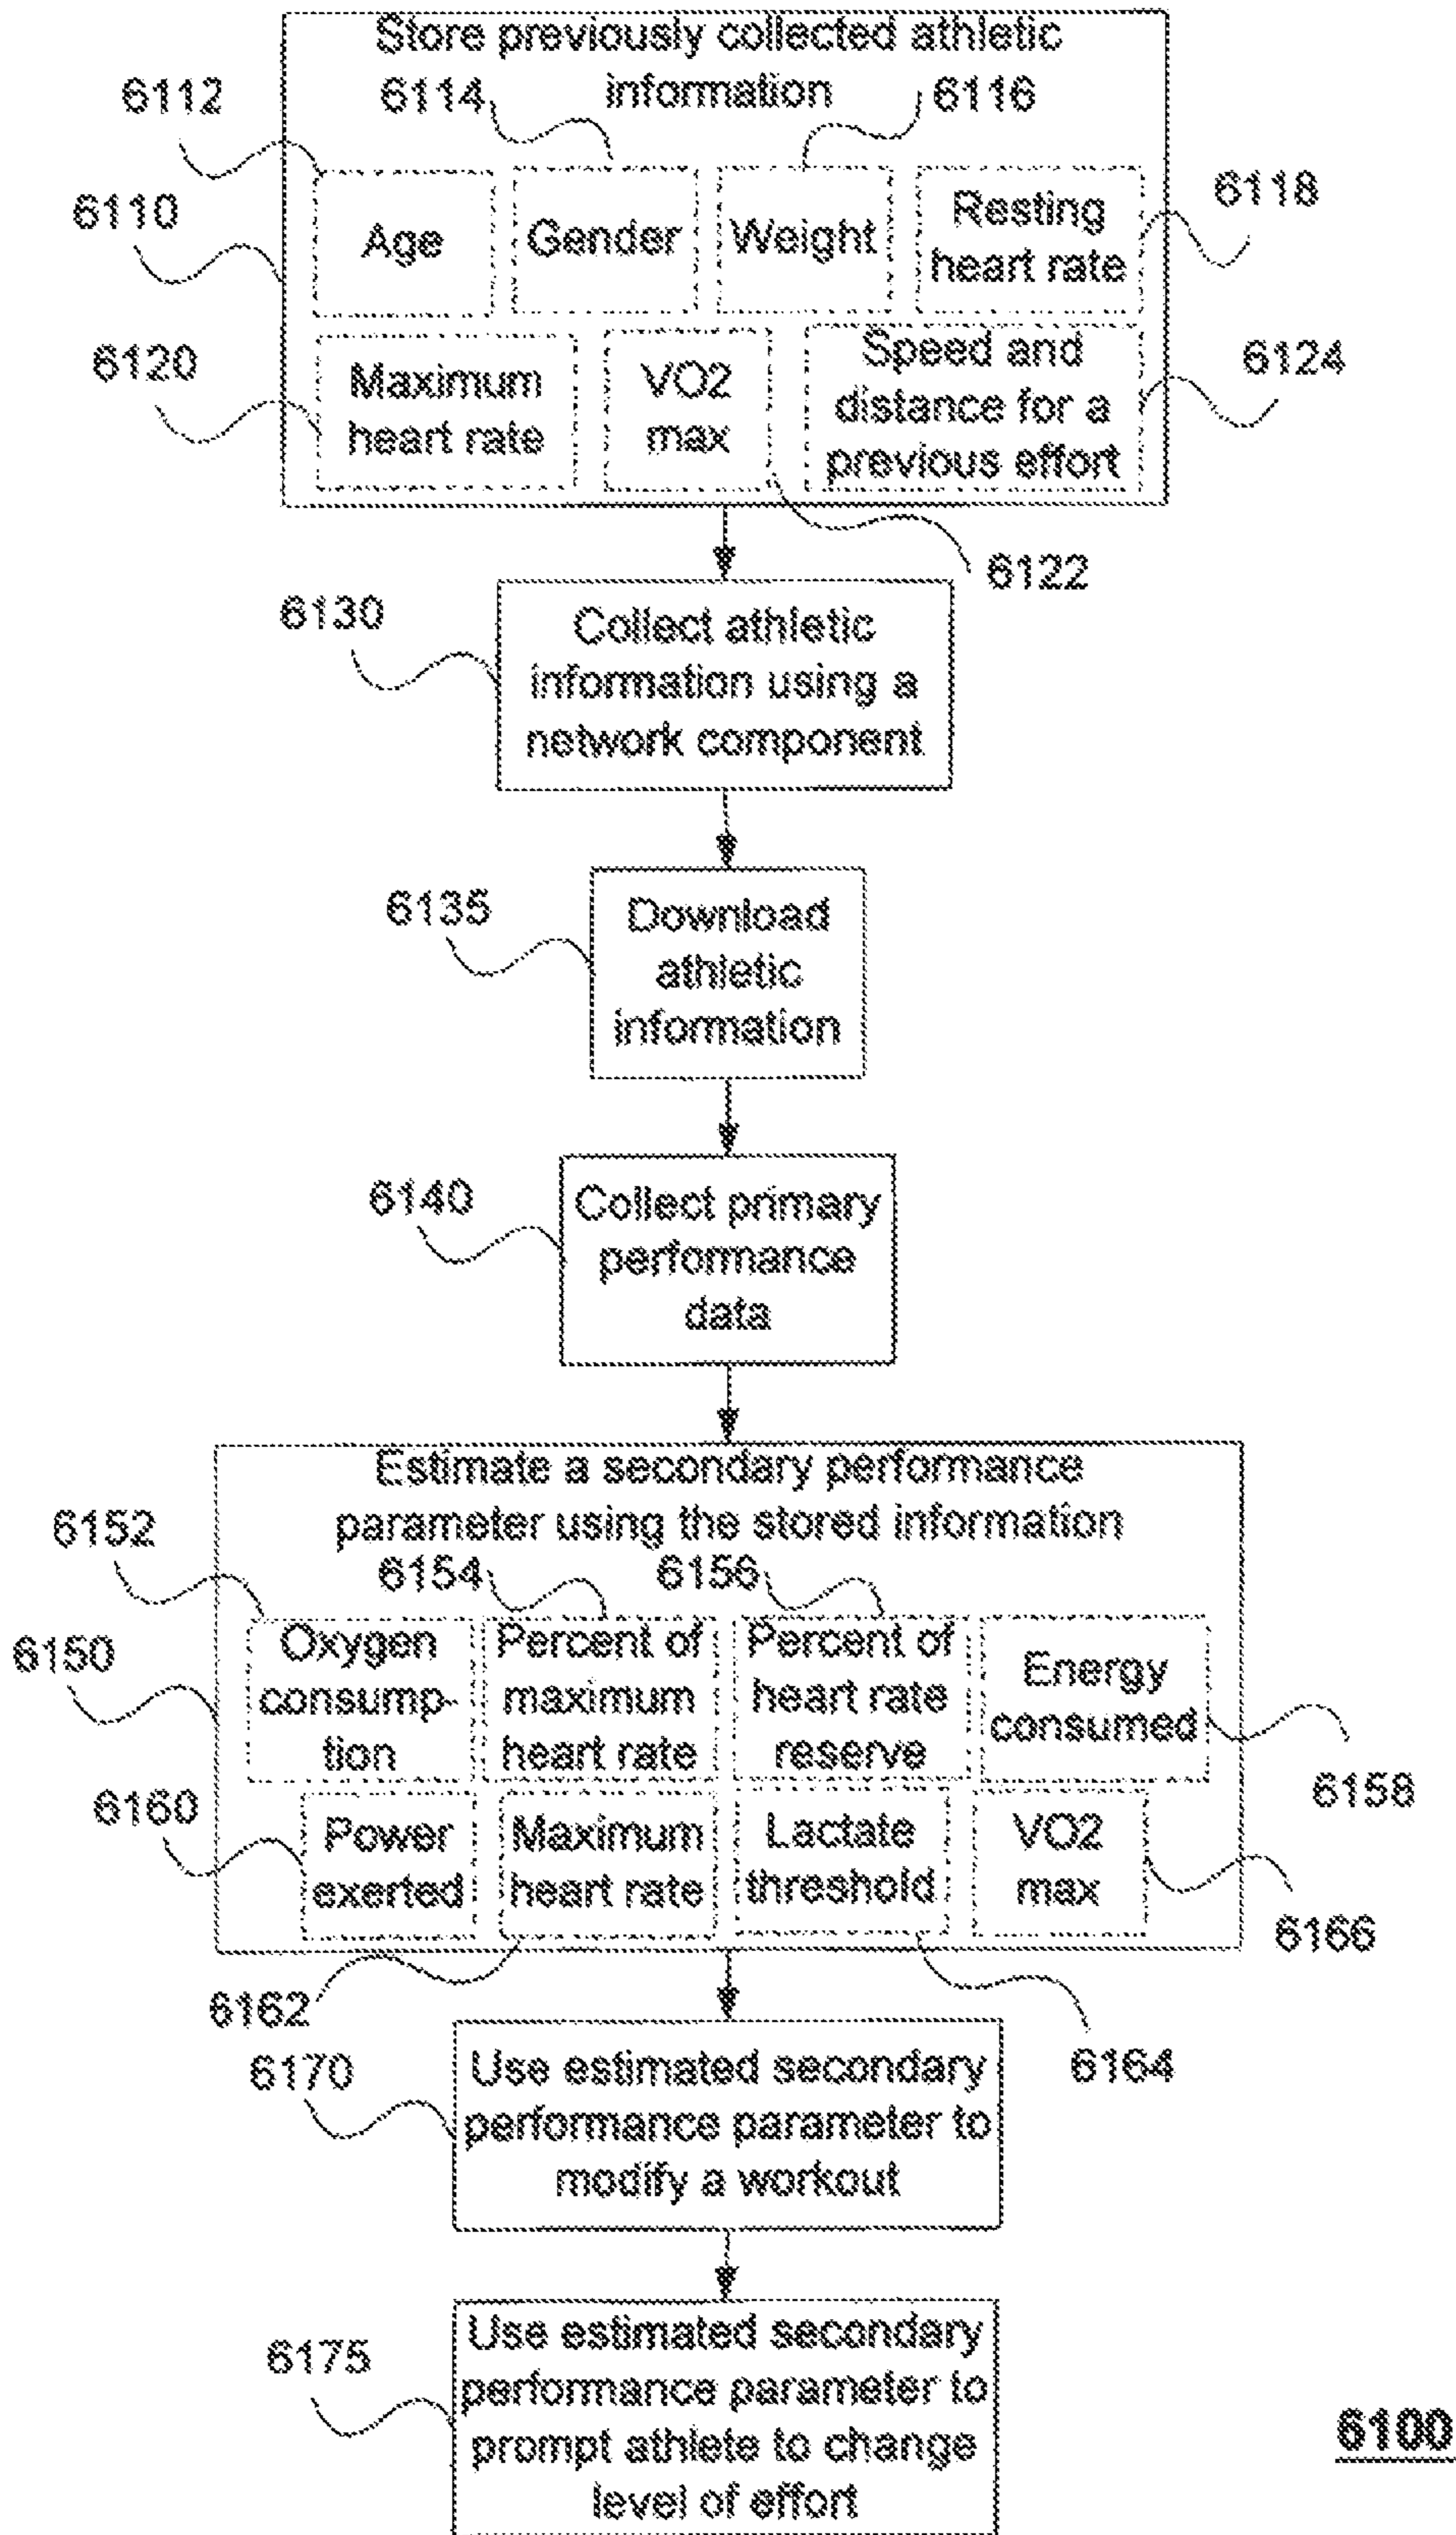 Store previously collected athletic
information
6112
6114
6116
6110
Age
Gender
Weight
Resting
heart rate
6118
6120
Maximum
heart rate
VO2
max
Speed and
distance for a
previous effort
6124
6122
6130
Collect athletic
information using a
network component
6135
Download
athletic
information
6140
Collect primary
performance
data
Estimate a secondary performance
parameter using the stored information
6152
6154
6156
6150
Oxygen
consump-
tion
Percent of
maximum
heart rate
Percent of
heart rate
reserve
Energy
consumed
6158
6160
Power
exerted
Maximum
heart rate
Lactate
threshold
VO2
max
6166
6162
6164
6170
Use estimated secondary
performance parameter to
modify a workout
6175
Use estimated secondary
performance parameter to
prompt athlete to change
level of effort
6100